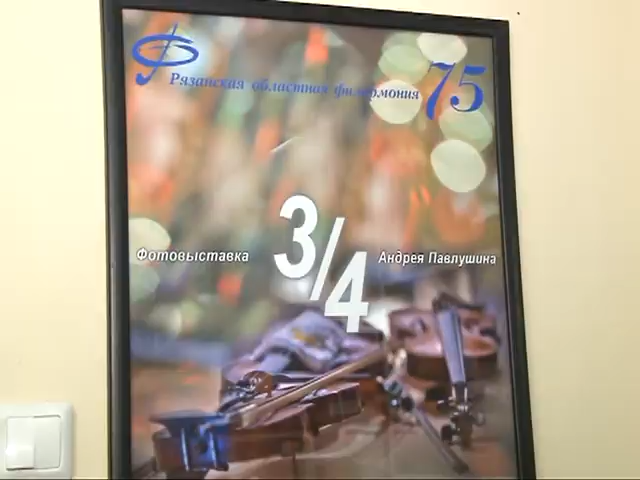 Рязанская областная филармония 75
Фотовыставка 3/4 Андрея Павлушина